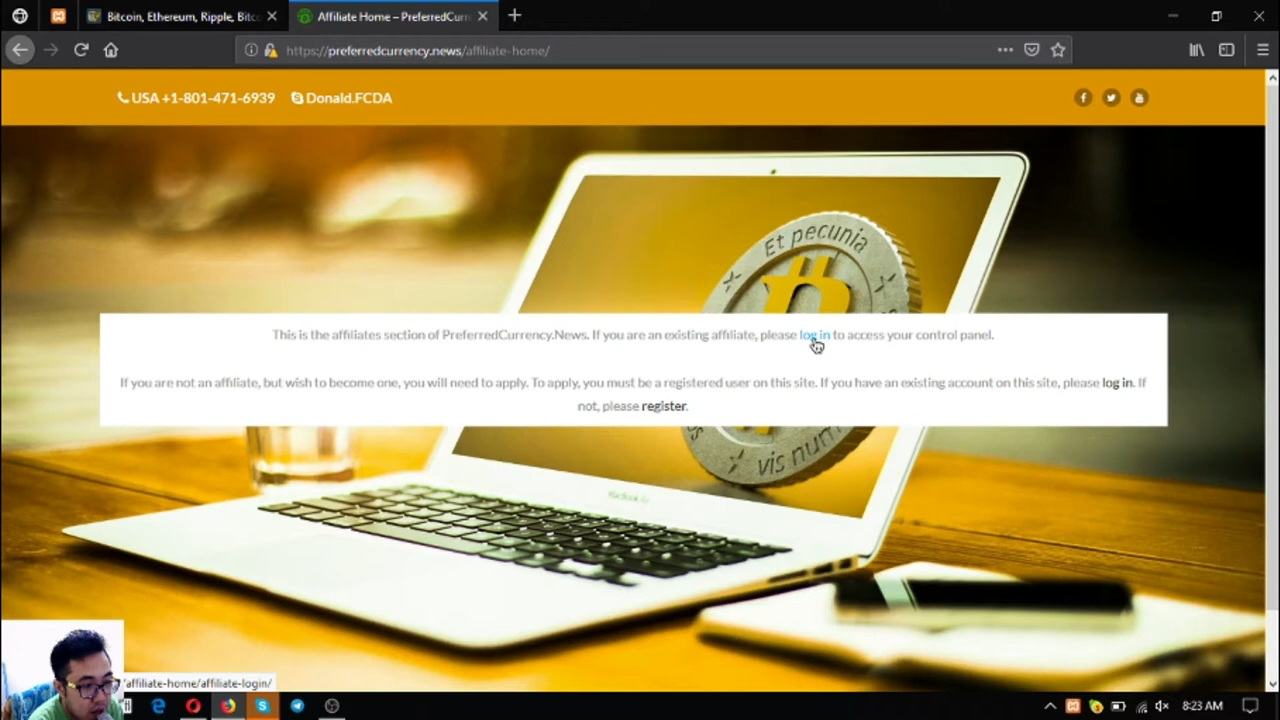 Bitcoin, Ethereum, Ripple, Bitc
Affiliate Home – PreferredCurr
https://preferredcurrency.news/affiliate-home/
USA +1-801-471-6939 Donald.FCDA
Et pecunia
This is the affiliates section of PreferredCurrency.News. If you are an existing affiliate, please log in to access your control panel.
If you are not an affiliate, but wish to become one, you will need to apply. To apply, you must be a registered user on this site. If you have an existing account on this site, please log in. If
not, please register.
vis num
MacBook
/affiliate-home/affiliate-login/
8:23 AM